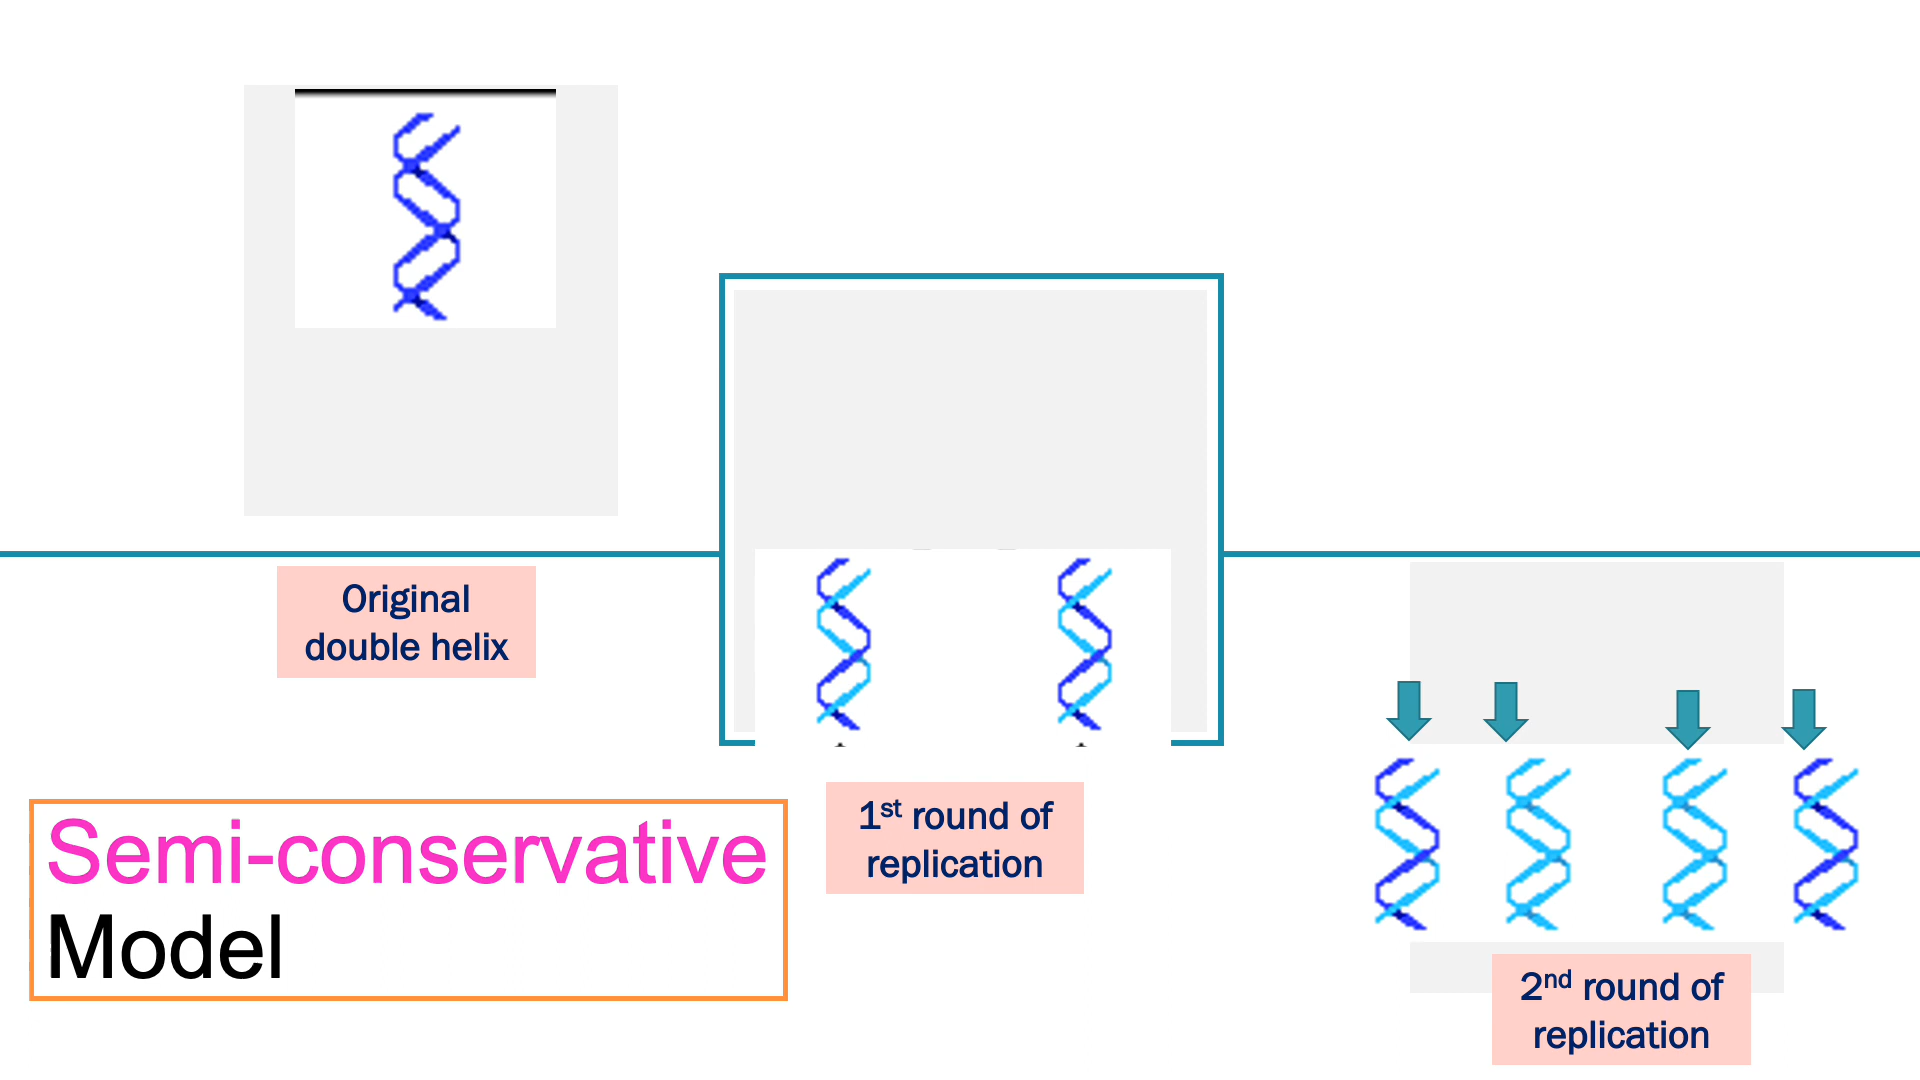 Original
double helix
1st round of
replication
Semi-conservative
Model
2nd round of
replication